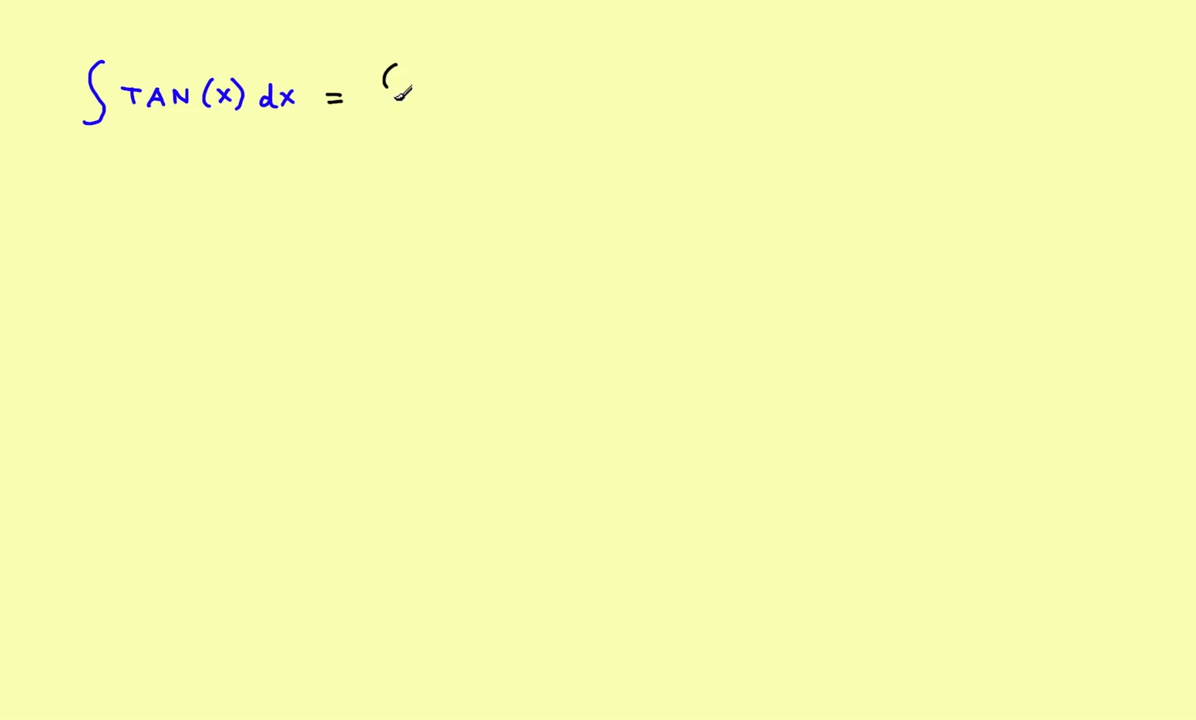 ∫ TAN (x) dx =